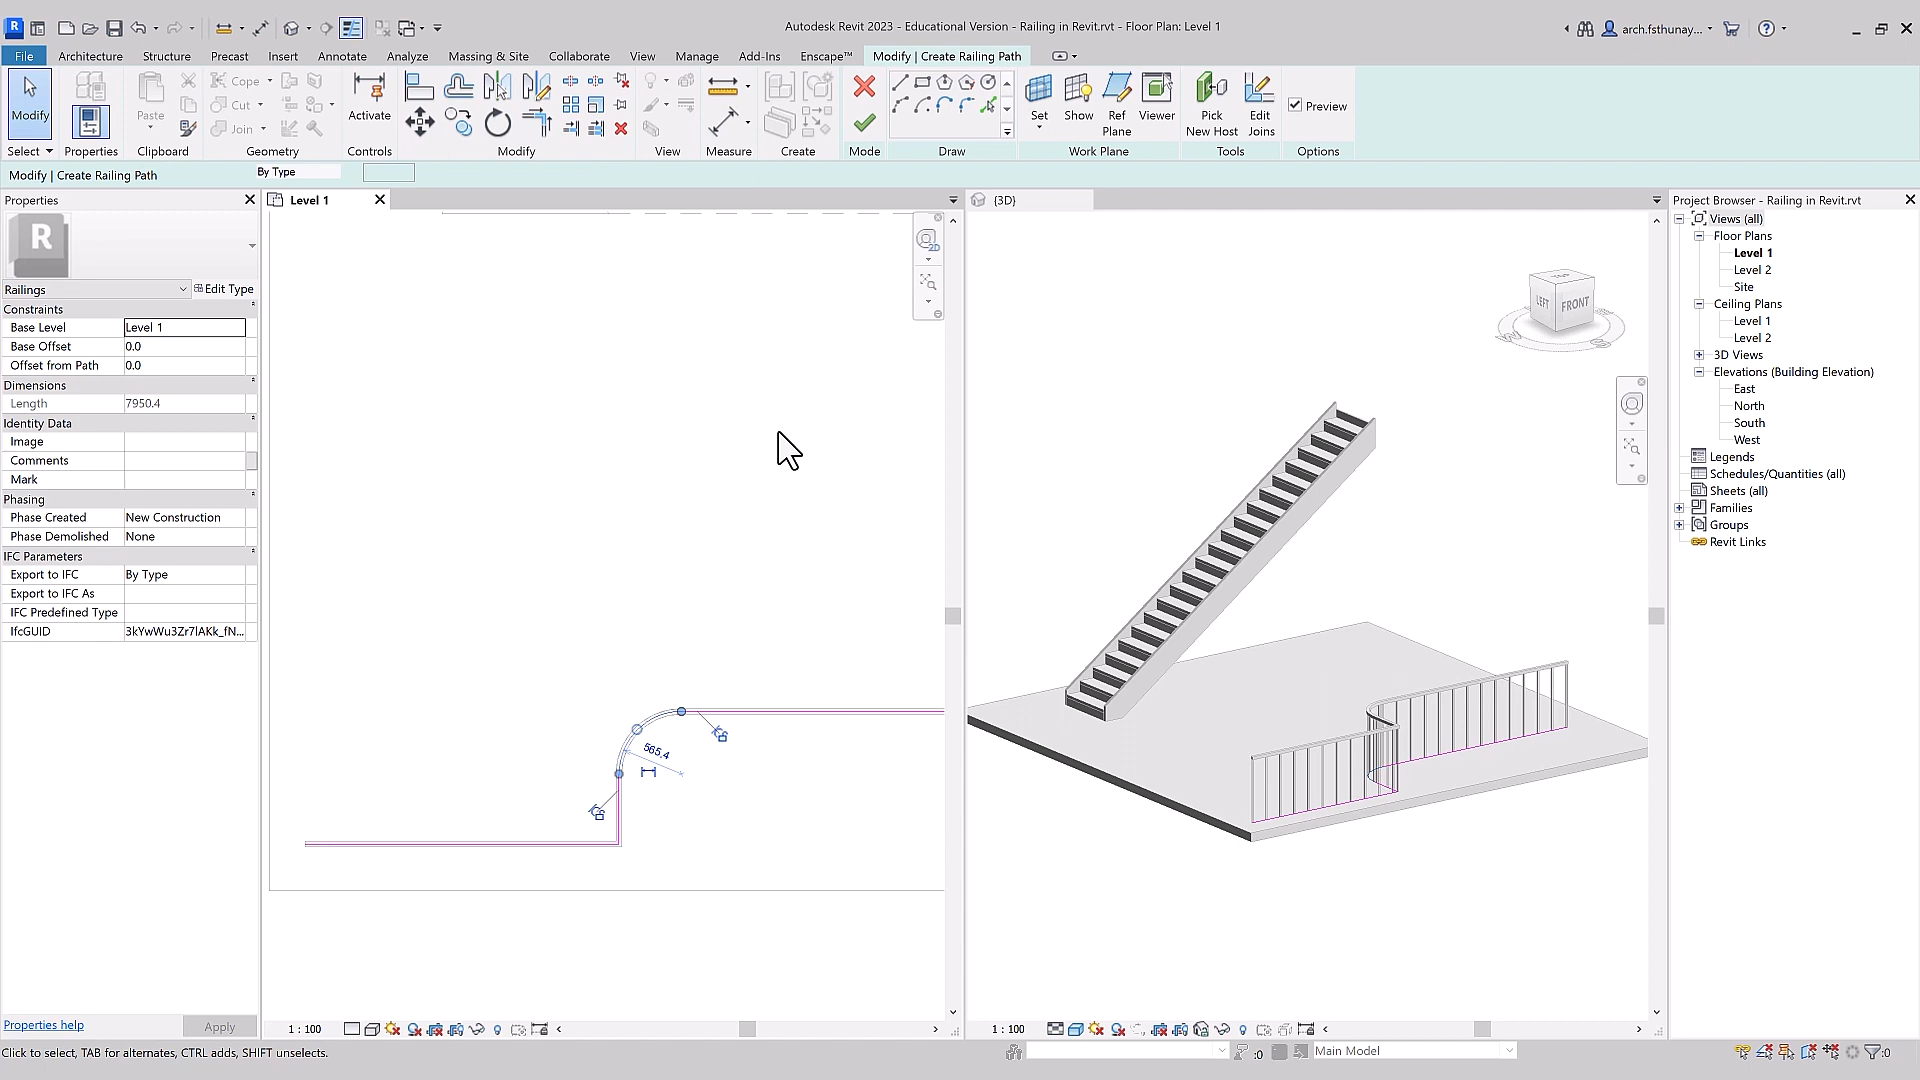 Autodesk Revit 2023 - Educational Version - Railing in Revit.rvt - Floor Plan: Level 1
arch.fsthunay...
File Architecture Structure Precast Insert Annotate Analyze Massing & Site Collaborate View Manage Add-Ins Enscape™ Modify | Create Railing Path
Cope
Cut
Join
Modify Paste Activate Set Show Ref Plane Viewer Pick New Host Edit Joins Preview
Select Properties Clipboard Geometry Controls Modify View Measure Create Mode Draw Work Plane Tools Options
Modify | Create Railing Path By Type
Properties
R
Railings Edit Type
Constraints
Base Level Level 1
Base Offset 0.0
Offset from Path 0.0
Dimensions
Length 7950.4
Identity Data
Image
Comments
Mark
Phasing
Phase Created New Construction
Phase Demolished None
IFC Parameters
Export to IFC By Type
Export to IFC As
IFC Predefined Type
IfcGUID 3kYwWu3Zr7lAKk_fN...
Properties help Apply
Level 1
2D
565.4
1 : 100
{3D}
TOP
LEFT FRONT
W S
1 : 100
Project Browser - Railing in Revit.rvt
Views (all)
Floor Plans
Level 1
Level 2
Site
Ceiling Plans
Level 1
Level 2
3D Views
Elevations (Building Elevation)
East
North
South
West
Legends
Schedules/Quantities (all)
Sheets (all)
Families
Groups
Revit Links
Click to select, TAB for alternates, CTRL adds, SHIFT unselects.
:0 Main Model :0